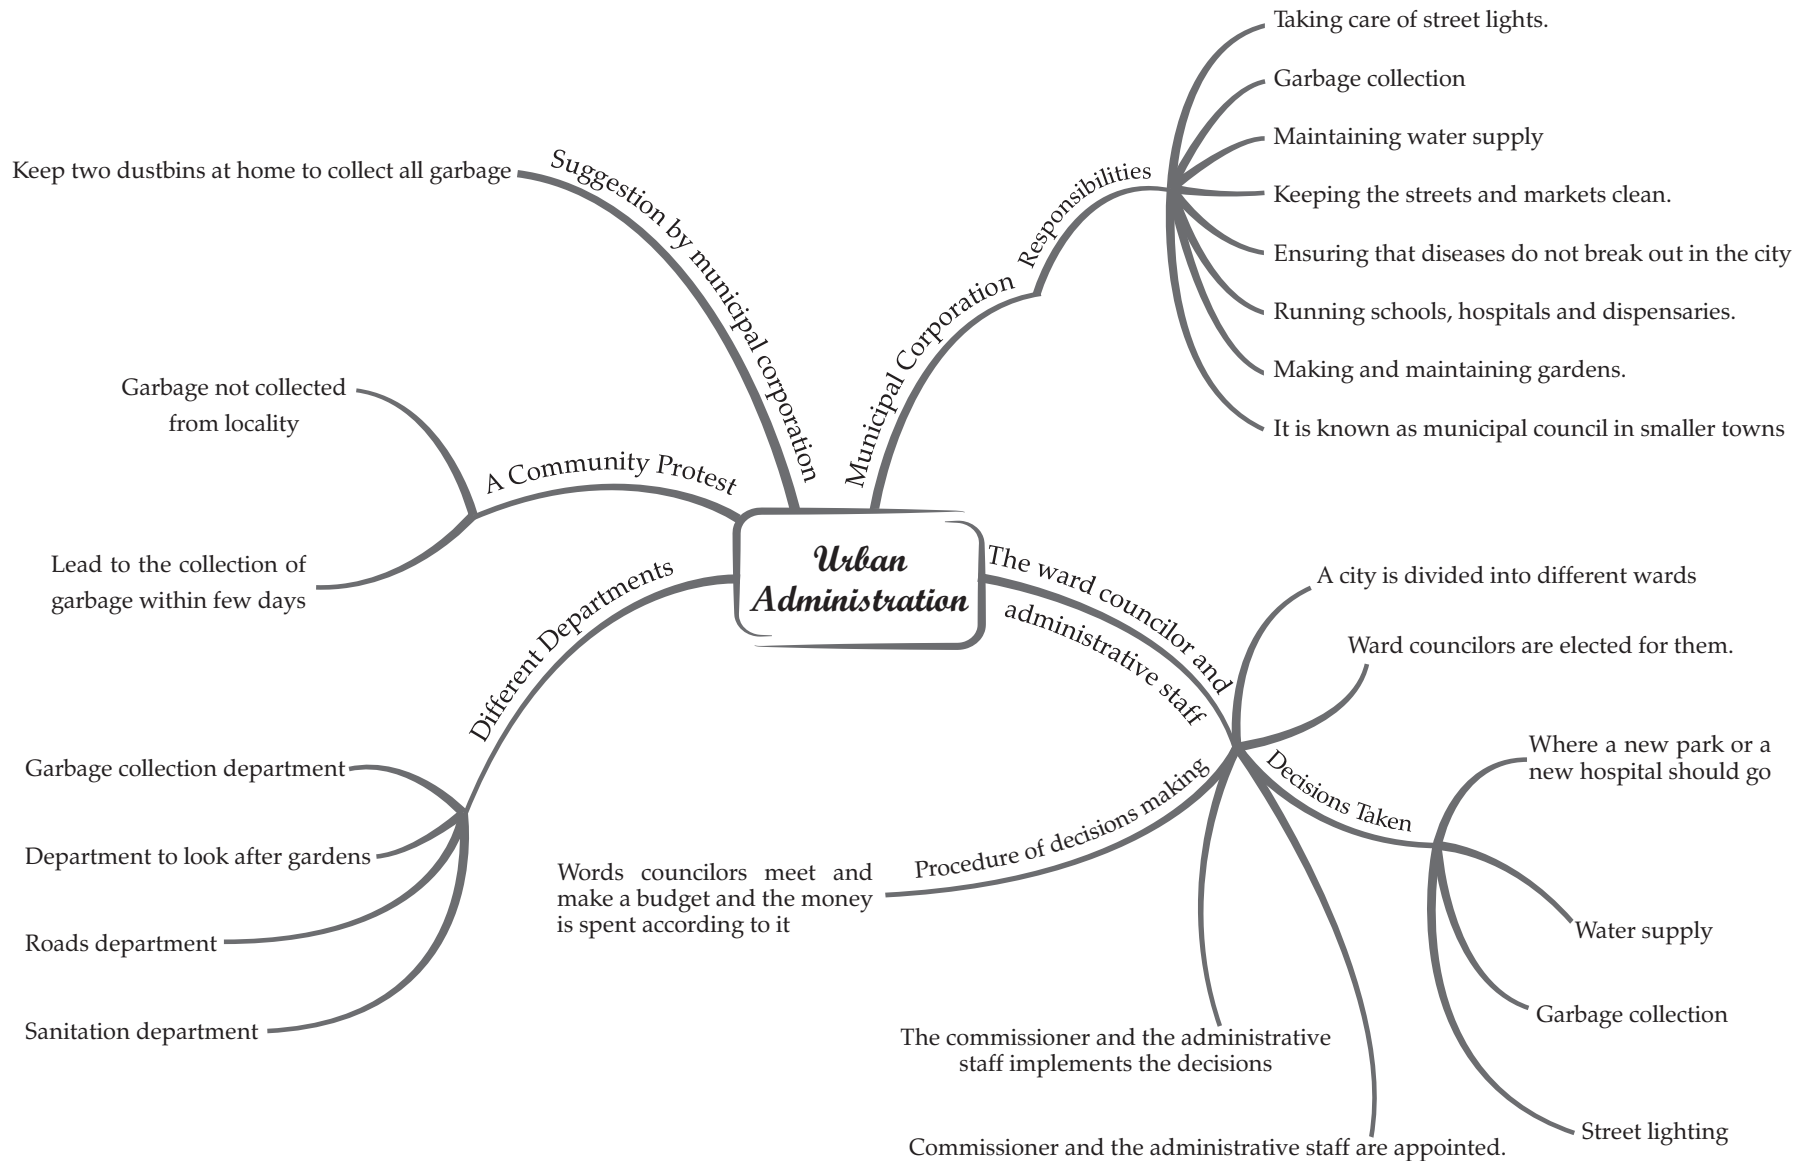 Urban
Administration
Suggestion by municipal corporation
Keep two dustbins at home to collect all garbage
Municipal Corporation
Responsibilities
Taking care of street lights.
Garbage collection
Maintaining water supply
Keeping the streets and markets clean.
Ensuring that diseases do not break out in the city
Running schools, hospitals and dispensaries.
Making and maintaining gardens.
It is known as municipal council in smaller towns
A Community Protest
Garbage not collected
from locality
Lead to the collection of
garbage within few days
Different Departments
Garbage collection department
Department to look after gardens
Roads department
Sanitation department
The ward councilor and
administrative staff
A city is divided into different wards
Ward councilors are elected for them.
Decisions Taken
Where a new park or a
new hospital should go
Water supply
Garbage collection
Street lighting
Procedure of decisions making
Words councilors meet and
make a budget and the money
is spent according to it
The commissioner and the administrative
staff implements the decisions
Commissioner and the administrative staff are appointed.